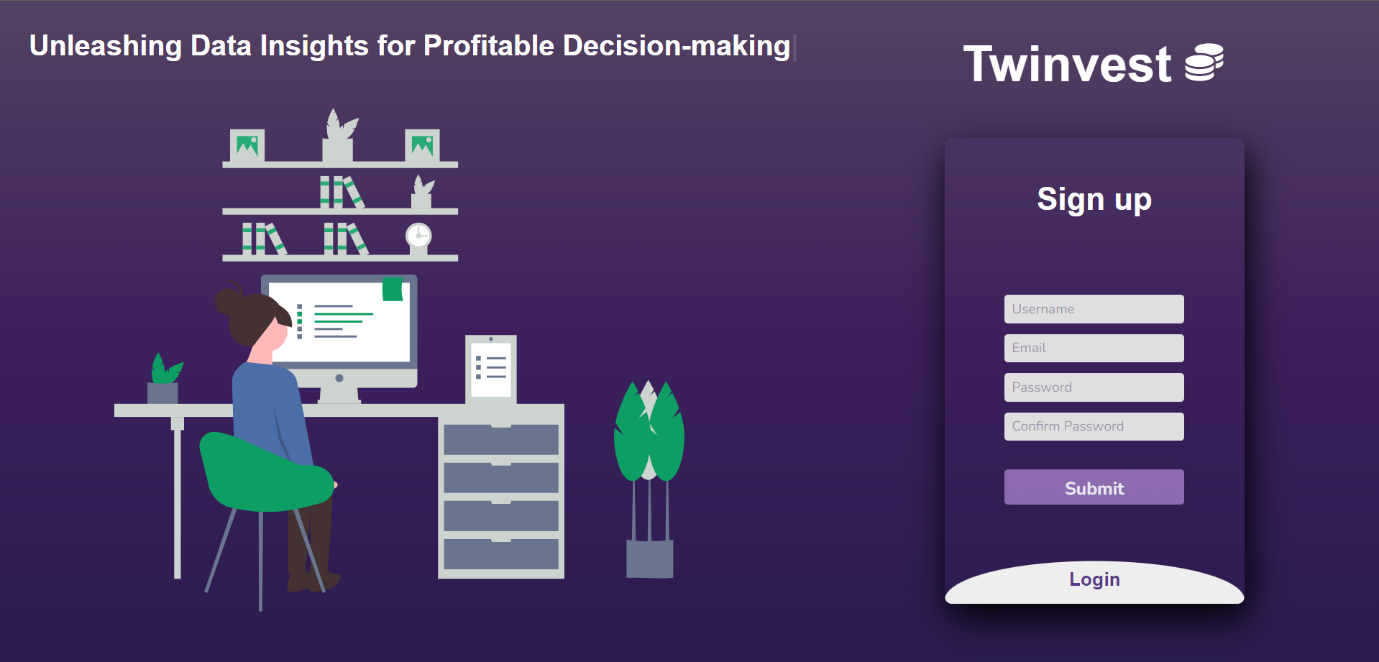 Unleashing Data Insights for Profitable Decision-making
Twinvest
Sign up
Username
Email
Password
Confirm Password
Submit
Login